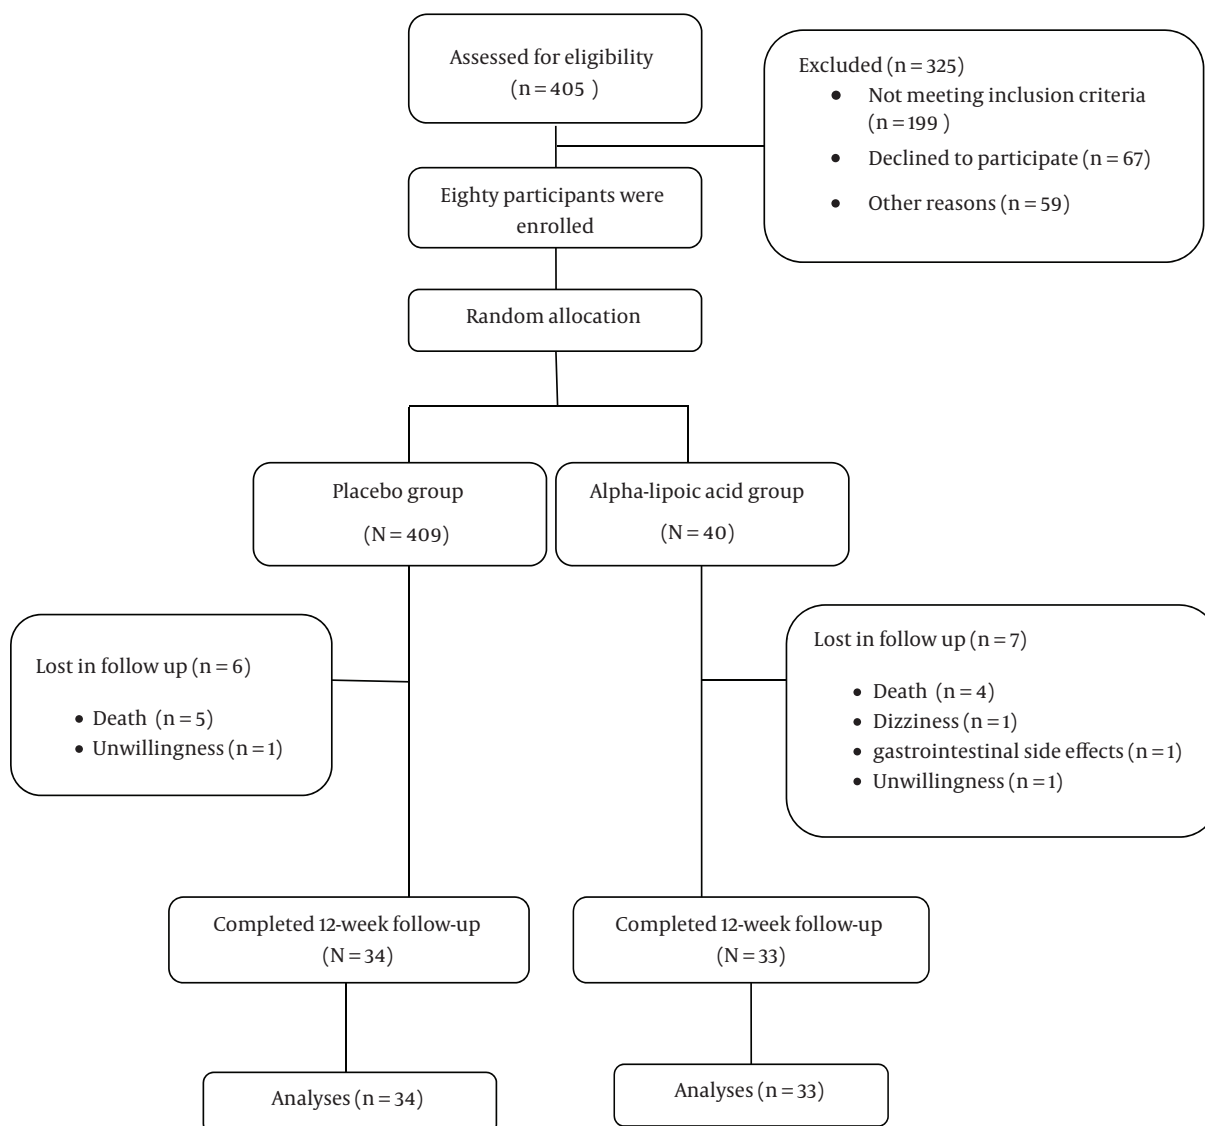 Assessed for eligibility
(n = 405 )
Excluded (n = 325)
• Not meeting inclusion criteria
(n = 199 )
• Declined to participate (n = 67)
• Other reasons (n = 59)
Eighty participants were
enrolled
Random allocation
Placebo group
(N = 409)
Alpha-lipoic acid group
(N = 40)
Lost in follow up (n = 6)
• Death (n = 5)
• Unwillingness (n = 1)
Lost in follow up (n = 7)
• Death (n = 4)
• Dizziness (n = 1)
• gastrointestinal side effects (n = 1)
• Unwillingness (n = 1)
Completed 12-week follow-up
(N = 34)
Completed 12-week follow-up
(N = 33)
Analyses (n = 34)
Analyses (n = 33)